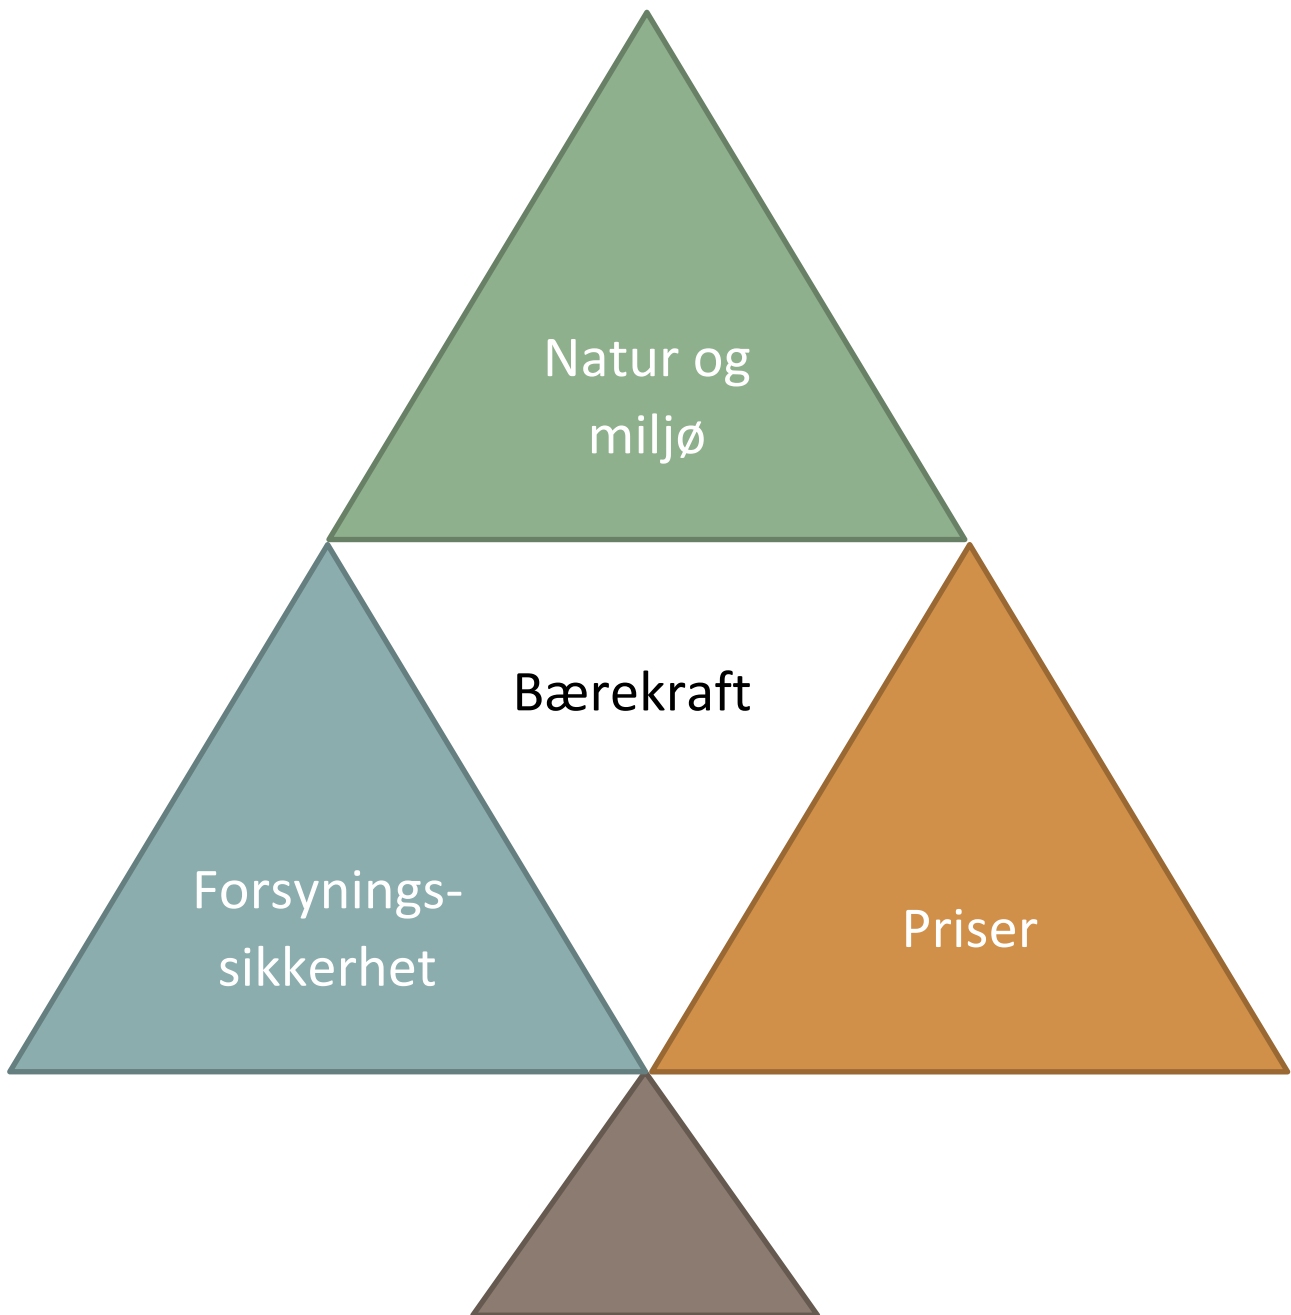 Natur og
miljø
Bærekraft
Forsynings-
sikkerhet
Priser